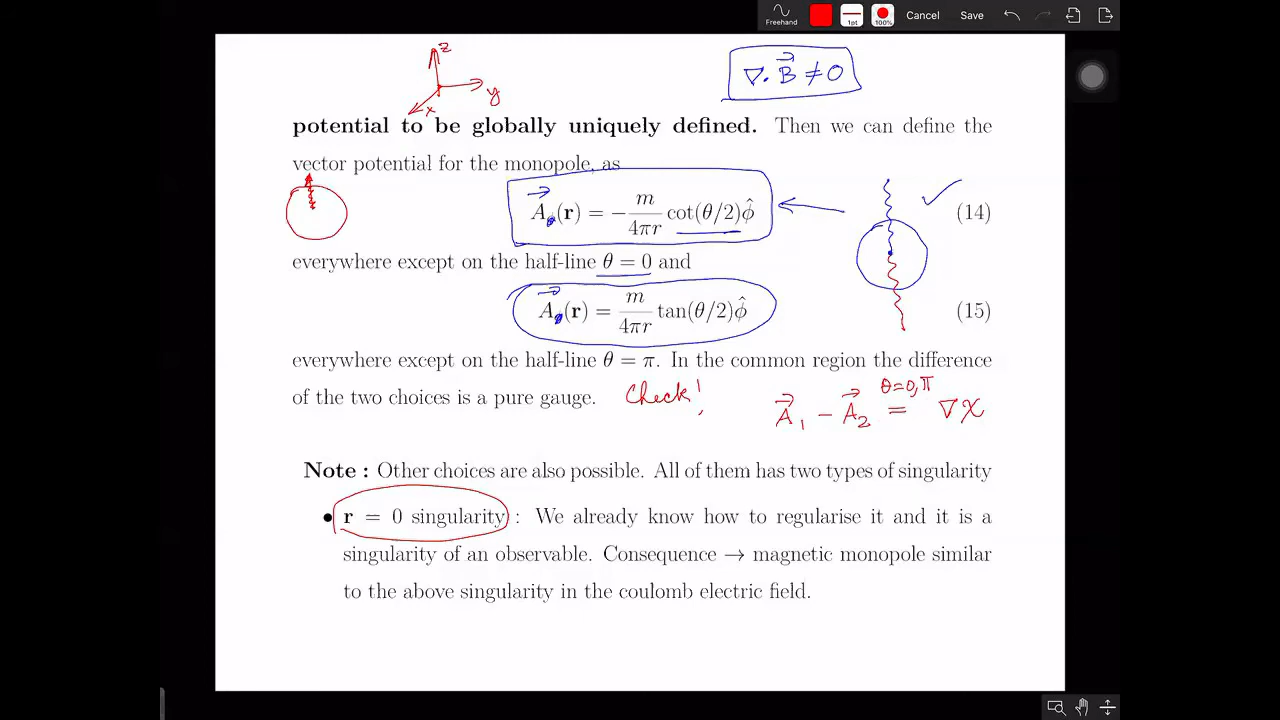 Freehand 1pt 100% Cancel Save
z
y
x
∇·B⃗ ≠ 0
potential to be globally uniquely defined. Then we can define the
vector potential for the monopole, as
A⃗(r) = −m/4πr cot(θ/2)ϕ̂ (14)
everywhere except on the half-line θ = 0 and
A⃗(r) = m/4πr tan(θ/2)ϕ̂ (15)
everywhere except on the half-line θ = π. In the common region the difference
of the two choices is a pure gauge. Check!
θ=0,π
A⃗₁ − A⃗₂ = ∇χ
Note : Other choices are also possible. All of them has two types of singularity
• r = 0 singularity : We already know how to regularise it and it is a
singularity of an observable. Consequence → magnetic monopole similar
to the above singularity in the coulomb electric field.